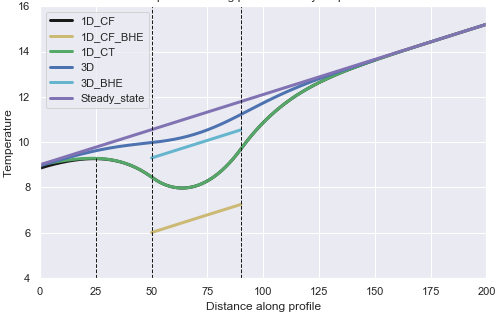 16
14
12
10
8
6
4
Temperature
1D_CF
1D_CF_BHE
1D_CT
3D
3D_BHE
Steady_state
0 25 50 75 100 125 150 175 200
Distance along profile